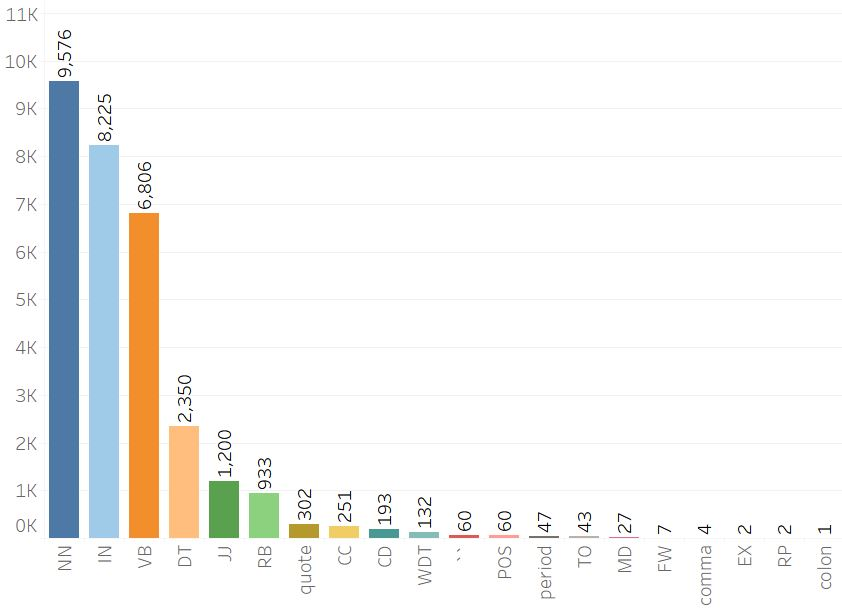 11K
10K
9K
8K
7K
6K
5K
4K
3K
2K
1K
0K
9,576
8,225
6,806
2,350
1,200
933
302
251
193
132
60
60
47
43
27
7
4
2
2
1
NN
IN
VB
DT
JJ
RB
quote
CC
CD
WDT
``
POS
period
TO
MD
FW
comma
EX
RP
colon